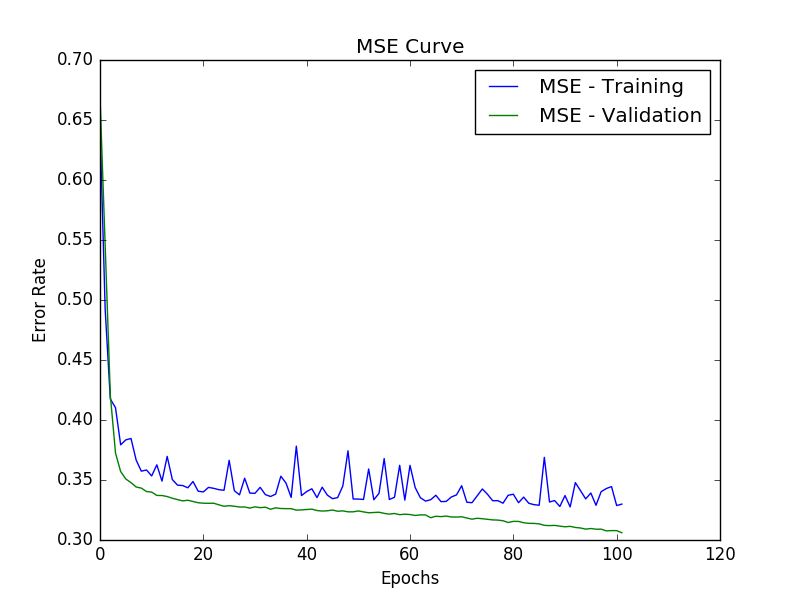 MSE Curve
MSE - Training
MSE - Validation
0.70
0.65
0.60
0.55
0.50
0.45
0.40
0.35
0.30
Error Rate
0 20 40 60 80 100 120
Epochs